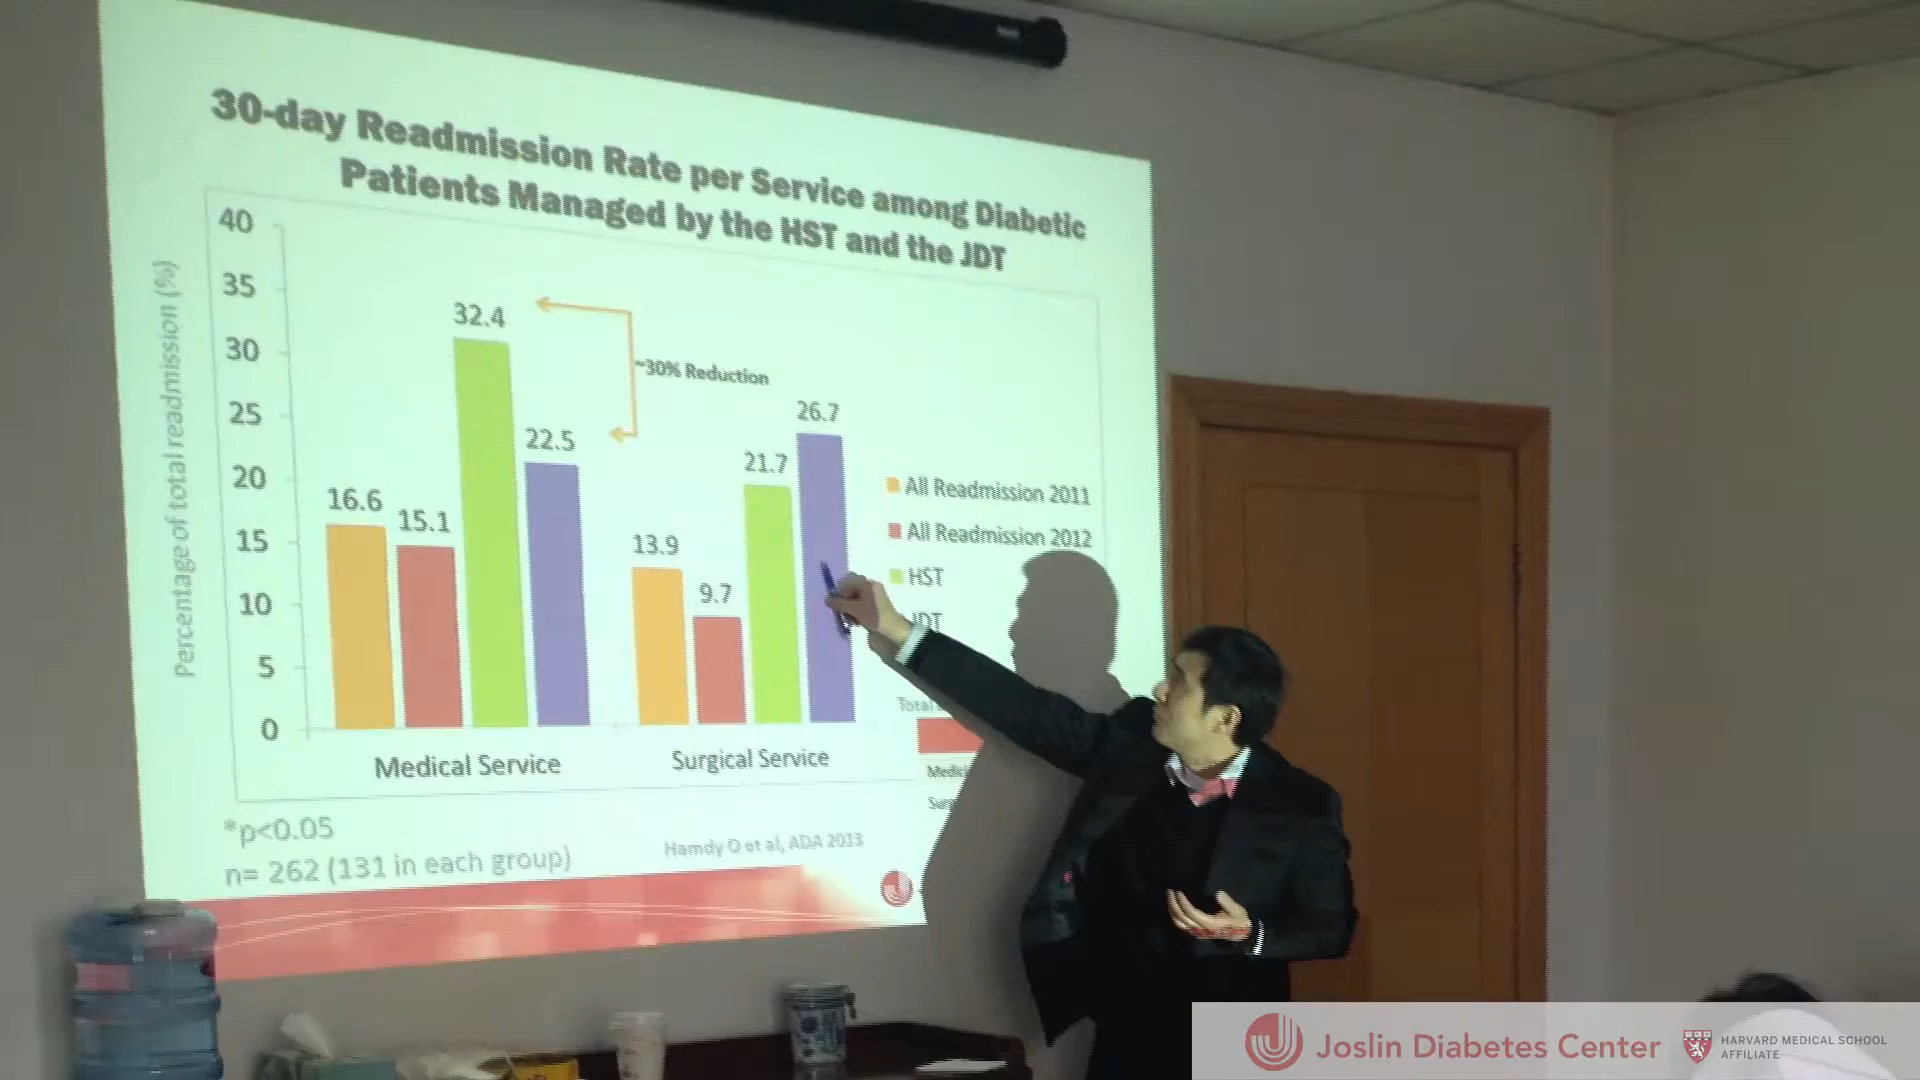 30-day Readmission Rate per Service among Diabetic
Patients Managed by the HST and the JDT
Percentage of total readmission (%)
40
35
30
25
20
15
10
5
0
16.6
15.1
32.4
22.5
~30% Reduction
13.9
9.7
21.7
26.7
Medical Service
Surgical Service
All Readmission 2011
All Readmission 2012
HST
JDT
Total
*p<0.05
n= 262 (131 in each group)
Hamdy O et al, ADA 2013
Joslin Diabetes Center
HARVARD MEDICAL SCHOOL
AFFILIATE